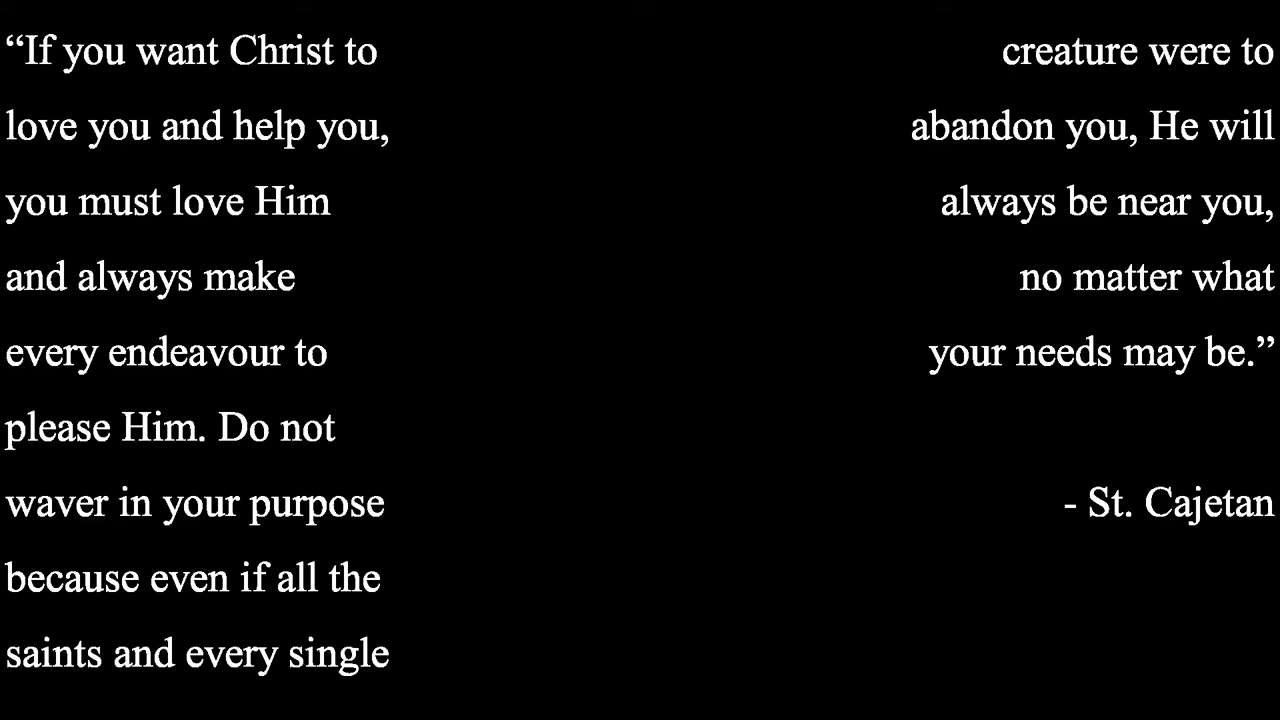 “If you want Christ to
love you and help you,
you must love Him
and always make
every endeavour to
please Him. Do not
waver in your purpose
because even if all the
saints and every single
creature were to
abandon you, He will
always be near you,
no matter what
your needs may be.”
- St. Cajetan